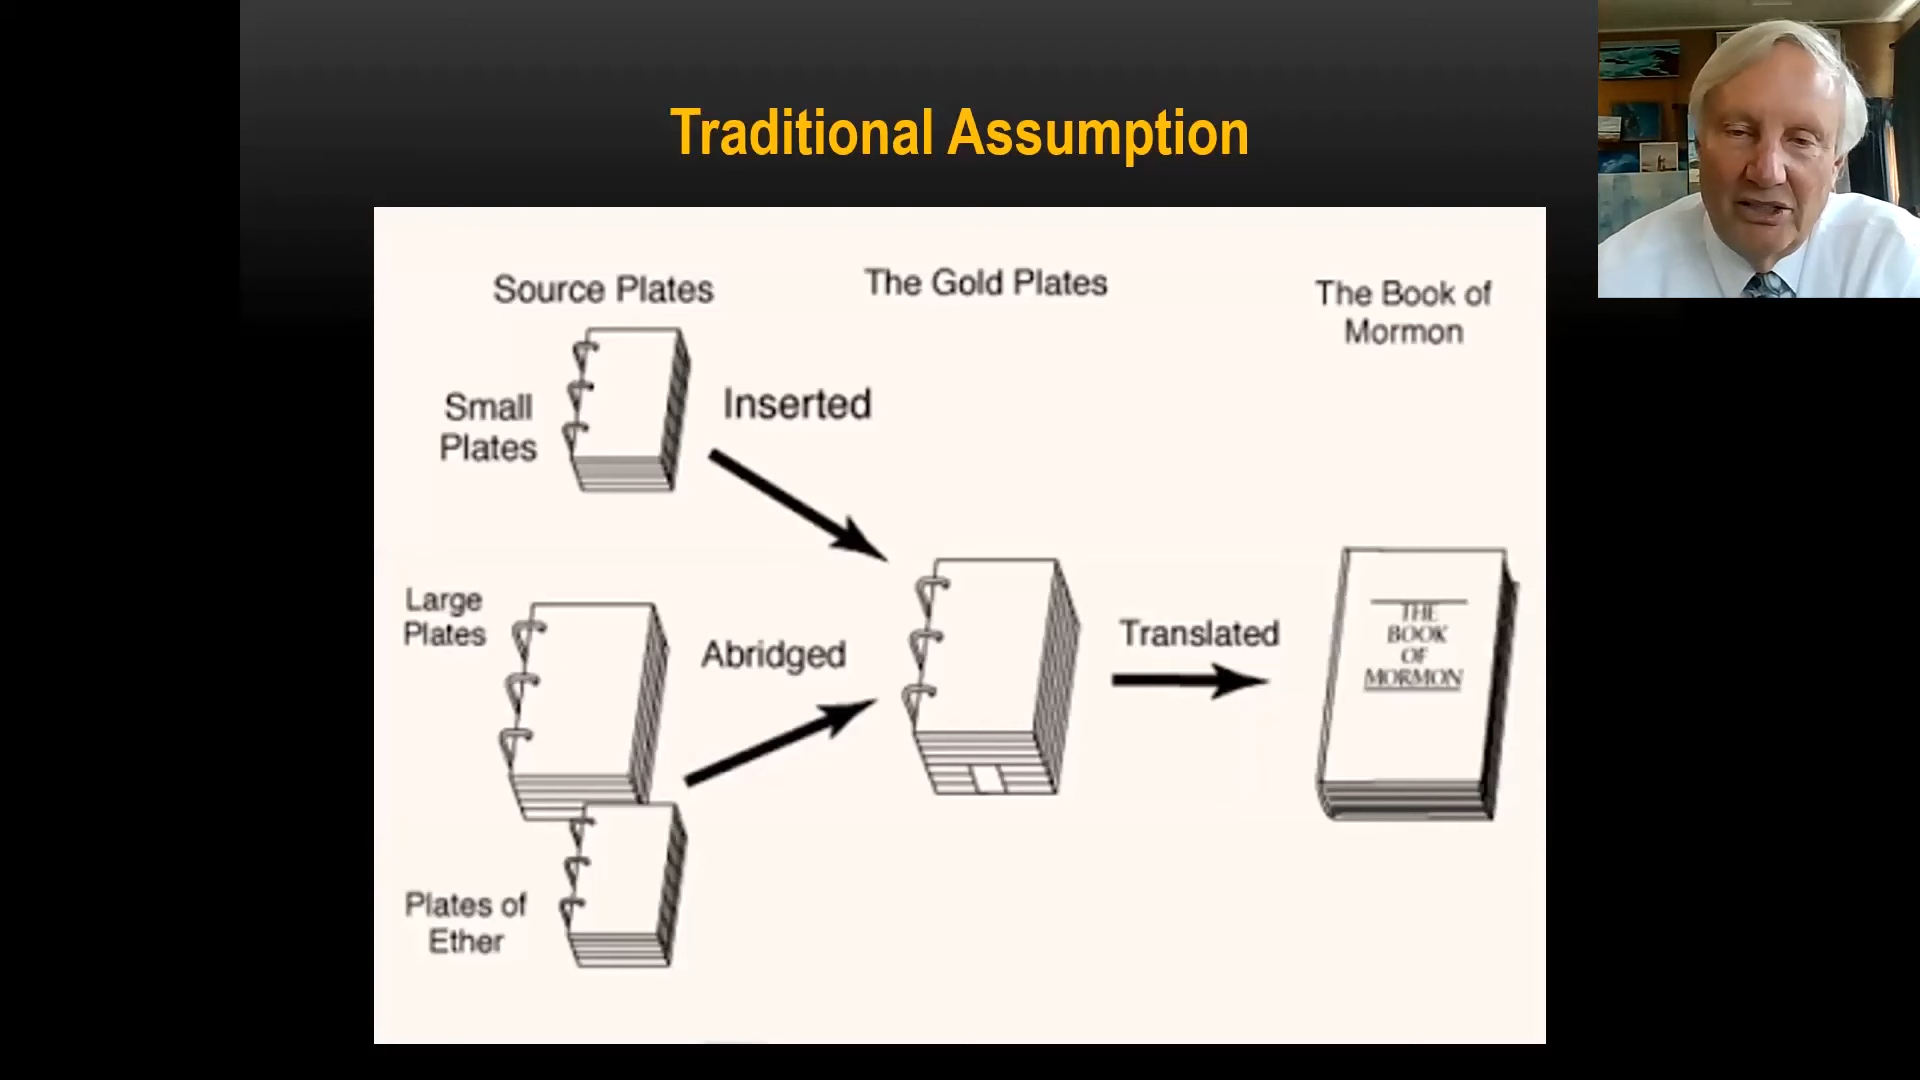 Traditional Assumption
Source Plates
The Gold Plates
The Book of
Mormon
Small
Plates
Inserted
Large
Plates
Abridged
Translated
THE
BOOK
OF
MORMON
Plates of
Ether